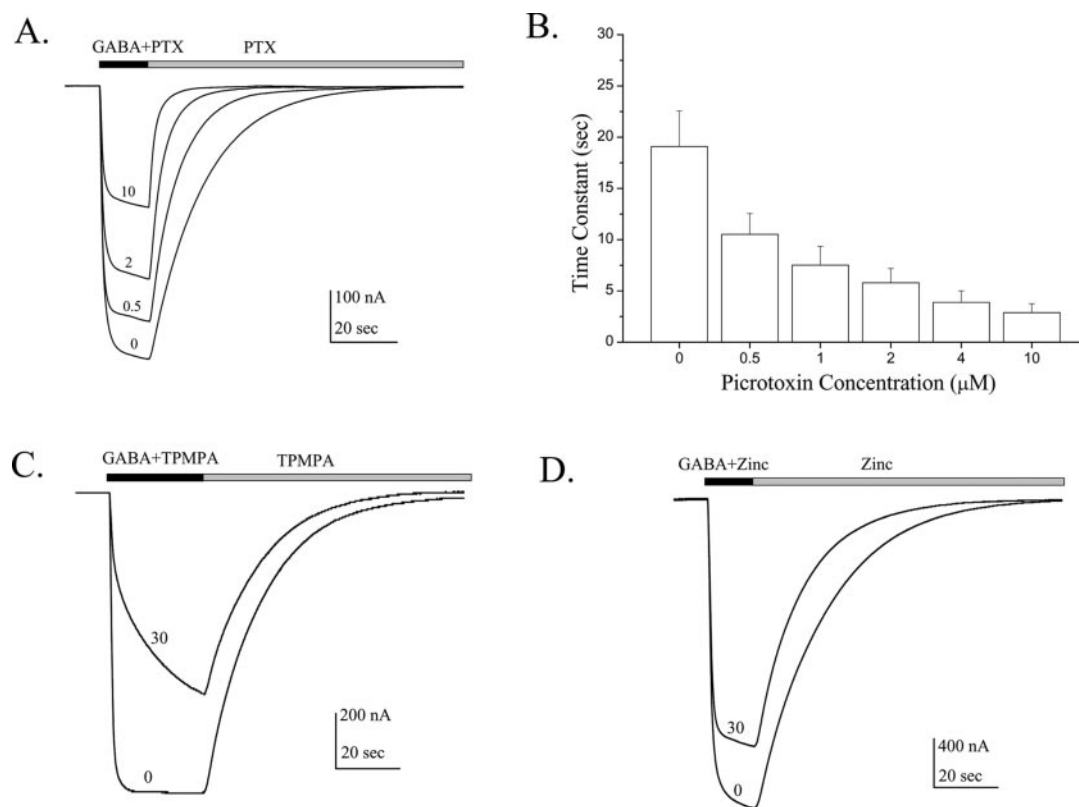 A.
GABA+PTX PTX
10
2
0.5
0
100 nA
20 sec
B.
30
25
20
15
10
5
0
Time Constant (sec)
0 0.5 1 2 4 10
Picrotoxin Concentration (μM)
C.
GABA+TPMPA TPMPA
30
0
200 nA
20 sec
D.
GABA+Zinc Zinc
30
0
400 nA
20 sec